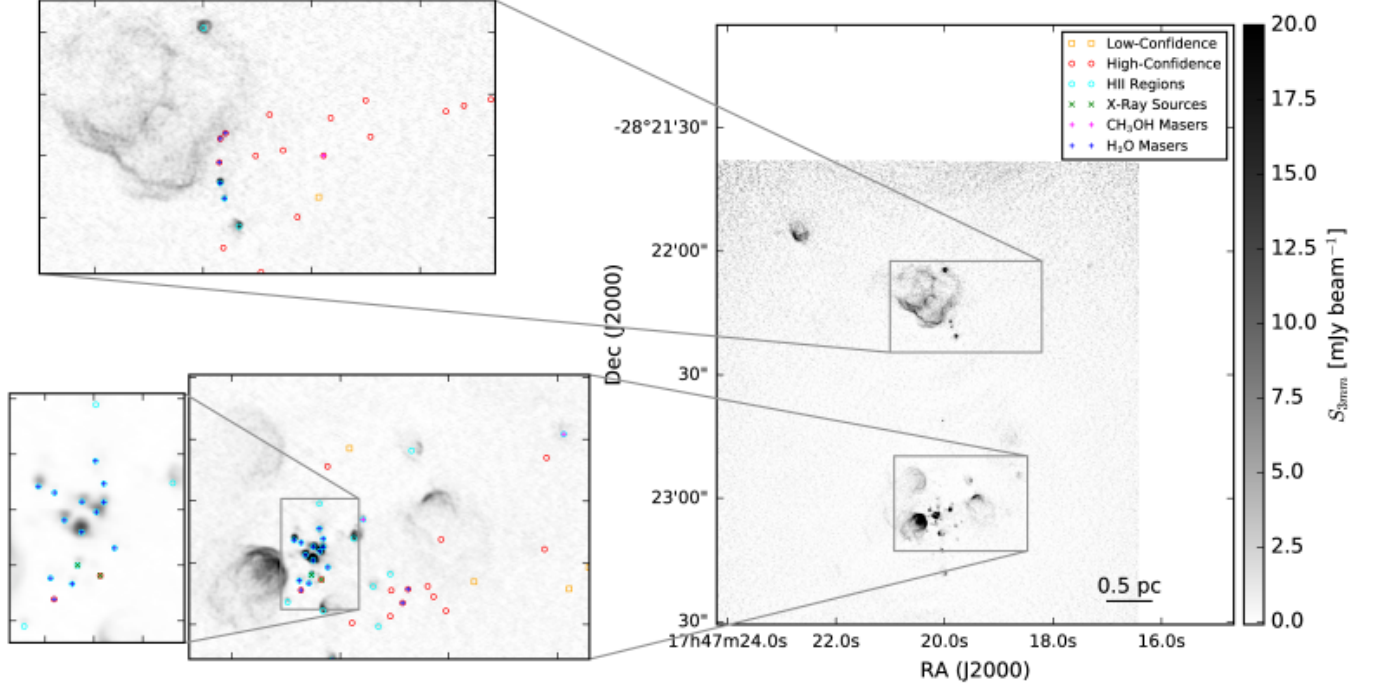 Low-Confidence
High-Confidence
HII Regions
X-Ray Sources
CH₃OH Masers
H₂O Masers
-28°21'30"
22'00"
30"
23'00"
30"
Dec (J2000)
17h47m24.0s 22.0s 20.0s 18.0s 16.0s
RA (J2000)
0.5 pc
20.0
17.5
15.0
12.5
10.0
7.5
5.0
2.5
0.0
S₃mm [mJy beam⁻¹]